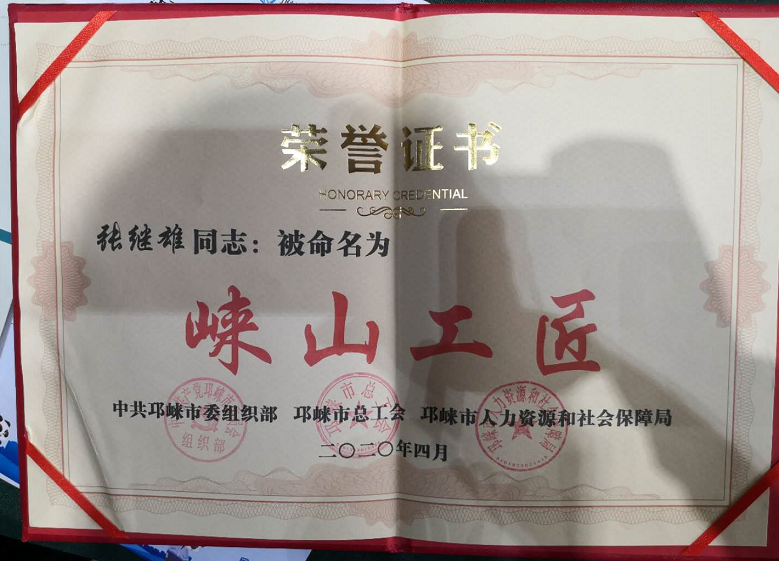 荣誉证书
HONORARY CREDENTIAL
张继雄同志：被命名为
崃山工匠
中共邛崃市委组织部 邛崃市总工会 邛崃市人力资源和社会保障局
二〇二〇年四月